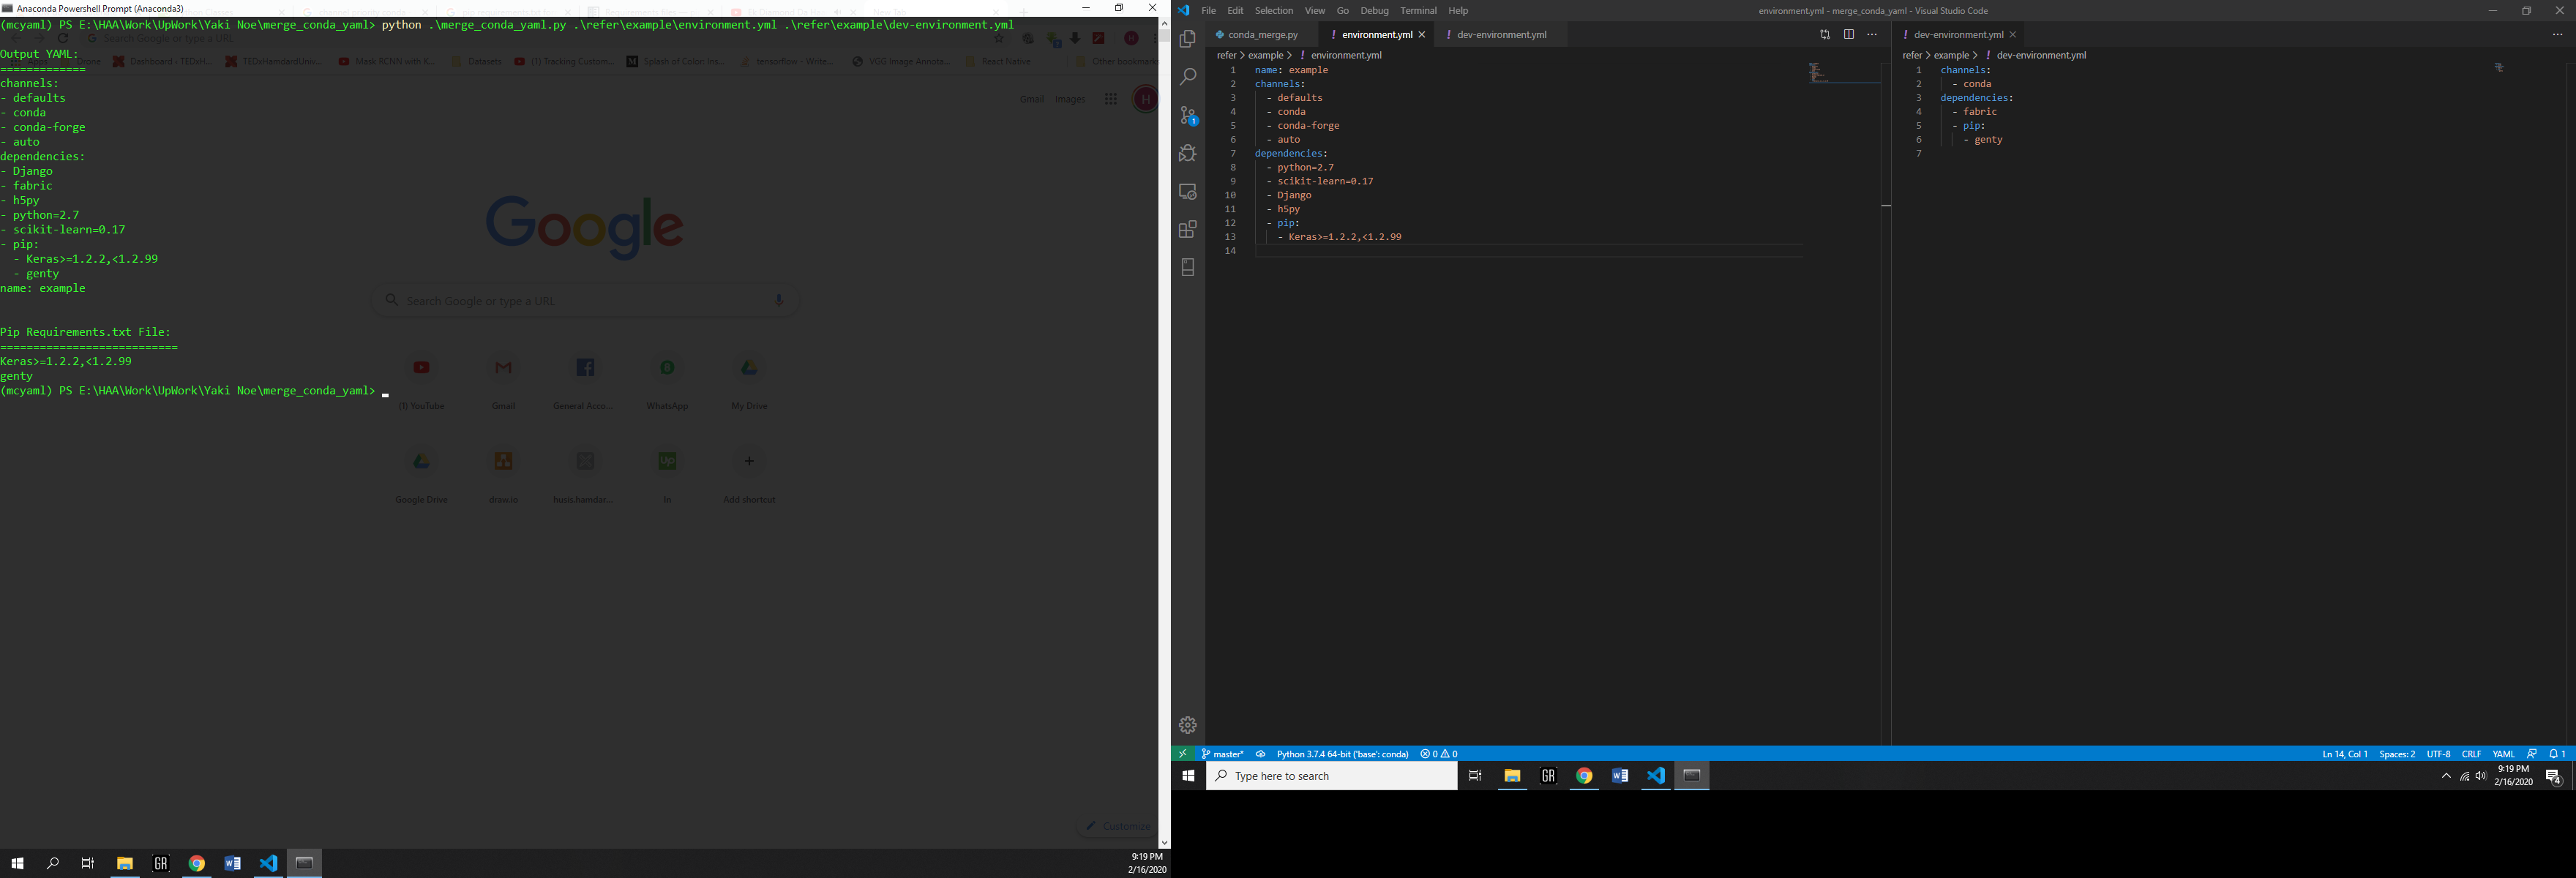 Anaconda Powershell Prompt (Anaconda3)
(mcyaml) PS E:\HAA\Work\UpWork\Yaki Noe\merge_conda_yaml> python .\merge_conda_yaml.py .\refer\example\environment.yml .\refer\example\dev-environment.yml
Search Google or type a URL
Output YAML:
Dashboard - TEDxH...
TEDxHamdardUniv...
Mask RCNN with K...
Datasets
(1) Tracking Custom...
Splash of Color: Ins...
tensorflow - Write...
VGG Image Annota...
React Native
Other bookmarks
=============
channels:
- defaults
- conda
- conda-forge
- auto
dependencies:
- Django
- fabric
- h5py
- python=2.7
- scikit-learn=0.17
- pip:
- Keras>=1.2.2,<1.2.99
- genty
name: example
Gmail Images
H
Google
Search Google or type a URL
Pip Requirements.txt File:
===========================
Keras>=1.2.2,<1.2.99
genty
(mcyaml) PS E:\HAA\Work\UpWork\Yaki Noe\merge_conda_yaml>
(1) YouTube
Gmail
General Acco...
WhatsApp
My Drive
Google Drive
draw.io
husis.hamdar...
In
Add shortcut
Customize
GR
9:19 PM
2/16/2020
File Edit Selection View Go Debug Terminal Help
environment.yml - merge_conda_yaml - Visual Studio Code
conda_merge.py
environment.yml
dev-environment.yml
refer > example > ! environment.yml
1 name: example
2 channels:
3 - defaults
4 - conda
5 - conda-forge
6 - auto
7 dependencies:
8 - python=2.7
9 - scikit-learn=0.17
10 - Django
11 - h5py
12 - pip:
13 - Keras>=1.2.2,<1.2.99
14
dev-environment.yml
refer > example > ! dev-environment.yml
1 channels:
2 - conda
3 dependencies:
4 - fabric
5 - pip:
6 - genty
7
1
master*
Python 3.7.4 64-bit ('base': conda)
0
0
Ln 14, Col 1
Spaces: 2
UTF-8
CRLF
YAML
1
Type here to search
GR
9:19 PM
2/16/2020
4